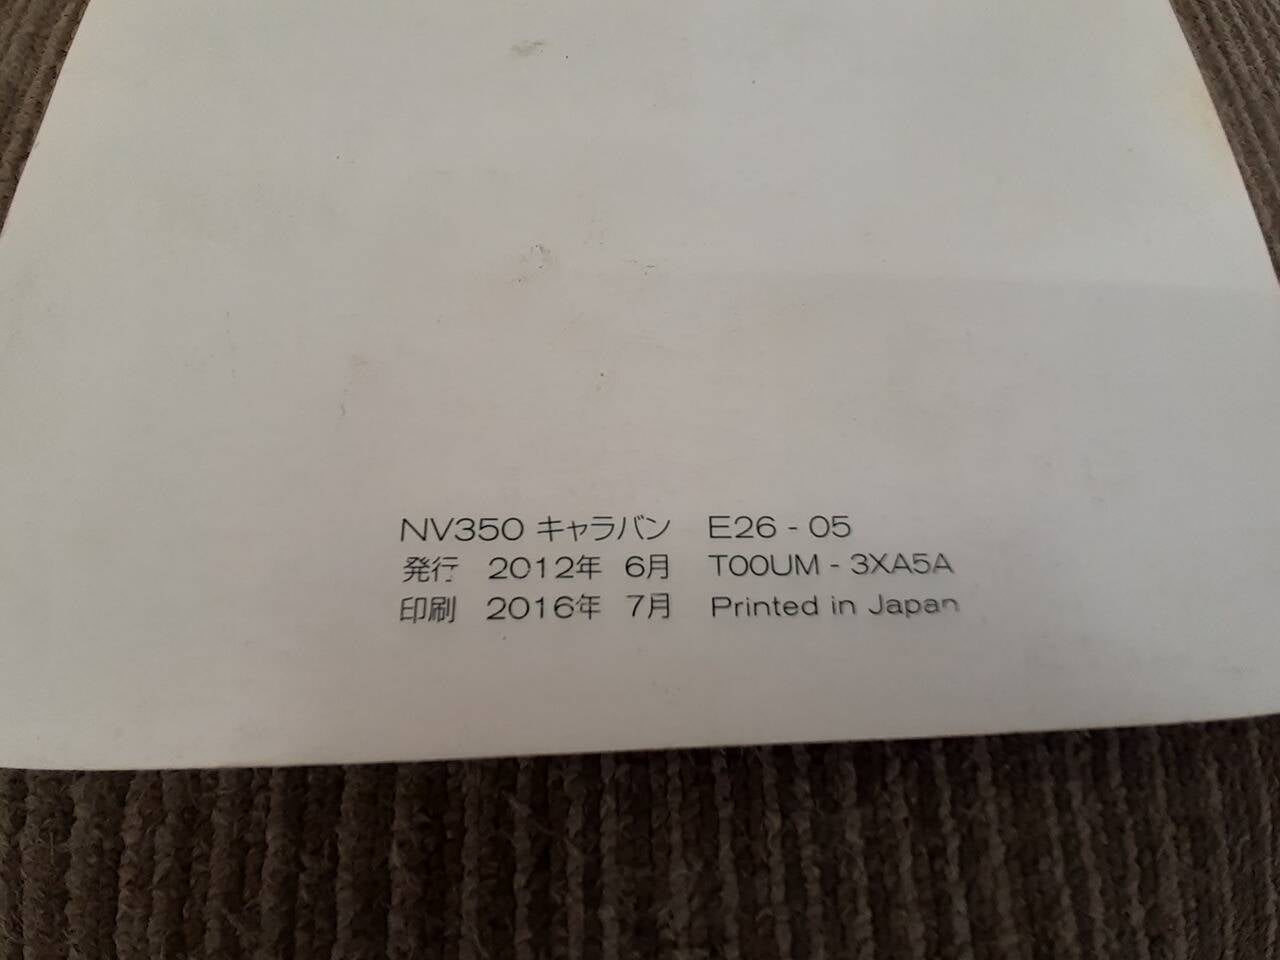 NV350 キャラバン E26 - 05
発行 2012年 6月 T00UM - 3XA5A
印刷 2016年 7月 Printed in Japan